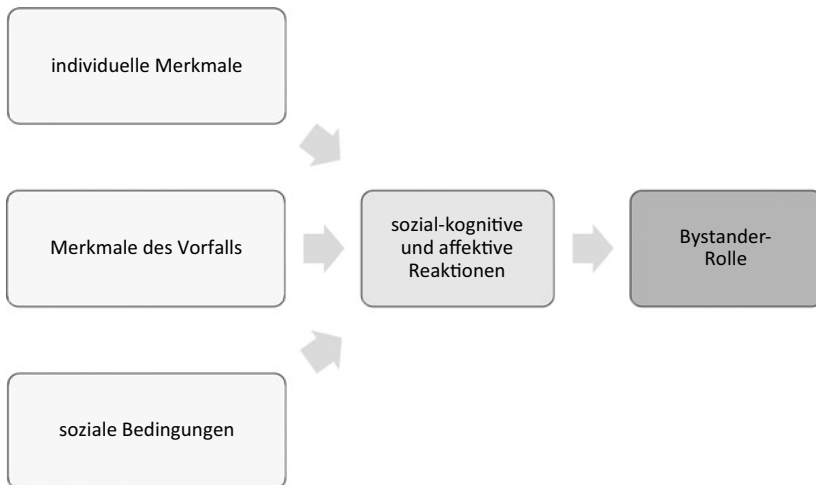 individuelle Merkmale
Merkmale des Vorfalls
soziale Bedingungen
sozial-kognitive
und affektive
Reaktionen
Bystander-
Rolle